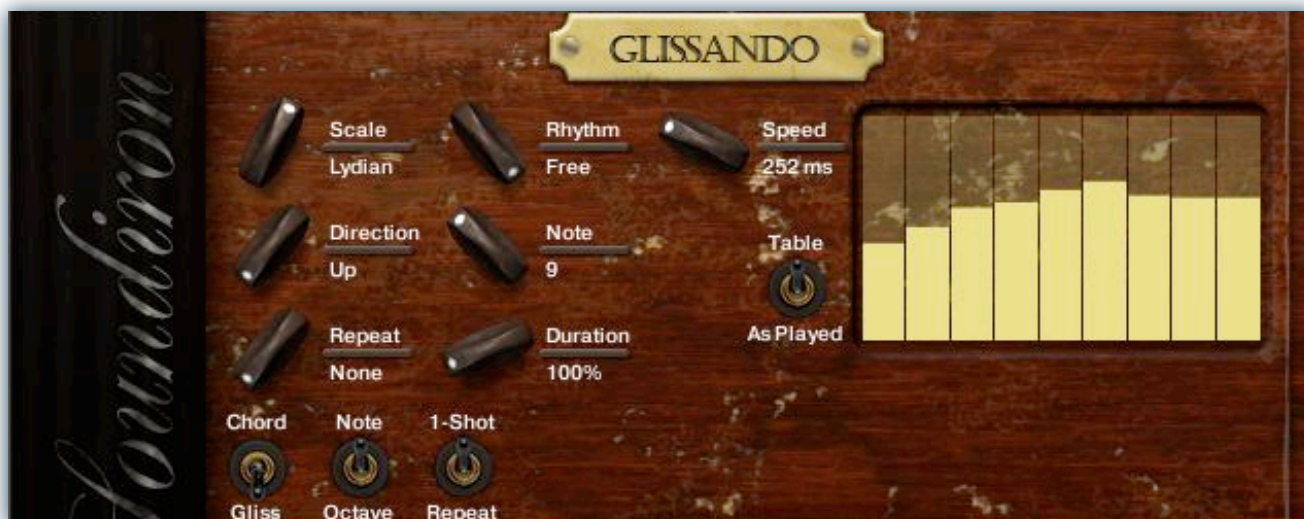 Soundiron
GLISSANDO
Scale
Lydian
Rhythm
Free
Speed
252 ms
Direction
Up
Note
9
Table
As Played
Repeat
None
Duration
100%
Chord
Gliss
Note
Octave
1-Shot
Repeat